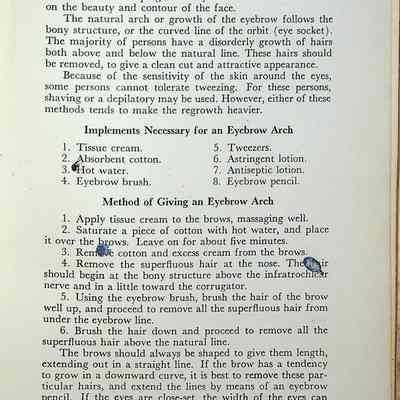 on the beauty and contour of the face.
The natural arch or growth of the eyebrow follows the
bony structure, or the curved line of the orbit (eye socket).
The majority of persons have a disorderly growth of hairs
both above and below the natural line. These hairs should
be removed, to give a clean cut and attractive appearance.
Because of the sensitivity of the skin around the eyes,
some persons cannot tolerate tweezing. For these persons,
shaving or a depilatory may be used. However, either of these
methods tends to make the regrowth heavier.
Implements Necessary for an Eyebrow Arch
1. Tissue cream. 5. Tweezers.
2. Absorbent cotton. 6. Astringent lotion.
3. Hot water. 7. Antiseptic lotion.
4. Eyebrow brush. 8. Eyebrow pencil.
Method of Giving an Eyebrow Arch
1. Apply tissue cream to the brows, massaging well.
2. Saturate a piece of cotton with hot water, and place
it over the brows. Leave on for about five minutes.
3. Remove cotton and excess cream from the brows.
4. Remove the superfluous hair at the nose. The hair
should begin at the bony structure above the infratrochlear
nerve and in a little toward the corrugator.
5. Using the eyebrow brush, brush the hair of the brow
well up, and proceed to remove all the superfluous hair from
under the eyebrow line.
6. Brush the hair down and proceed to remove all the
superfluous hair above the natural line.
The brows should always be shaped to give them length,
extending out in a straight line. If the brow has a tendency
to grow in a downward curve, it is best to remove these par-
ticular hairs, and extend the lines by means of an eyebrow
pencil. If the eyes are close-set, the width of the eyes can